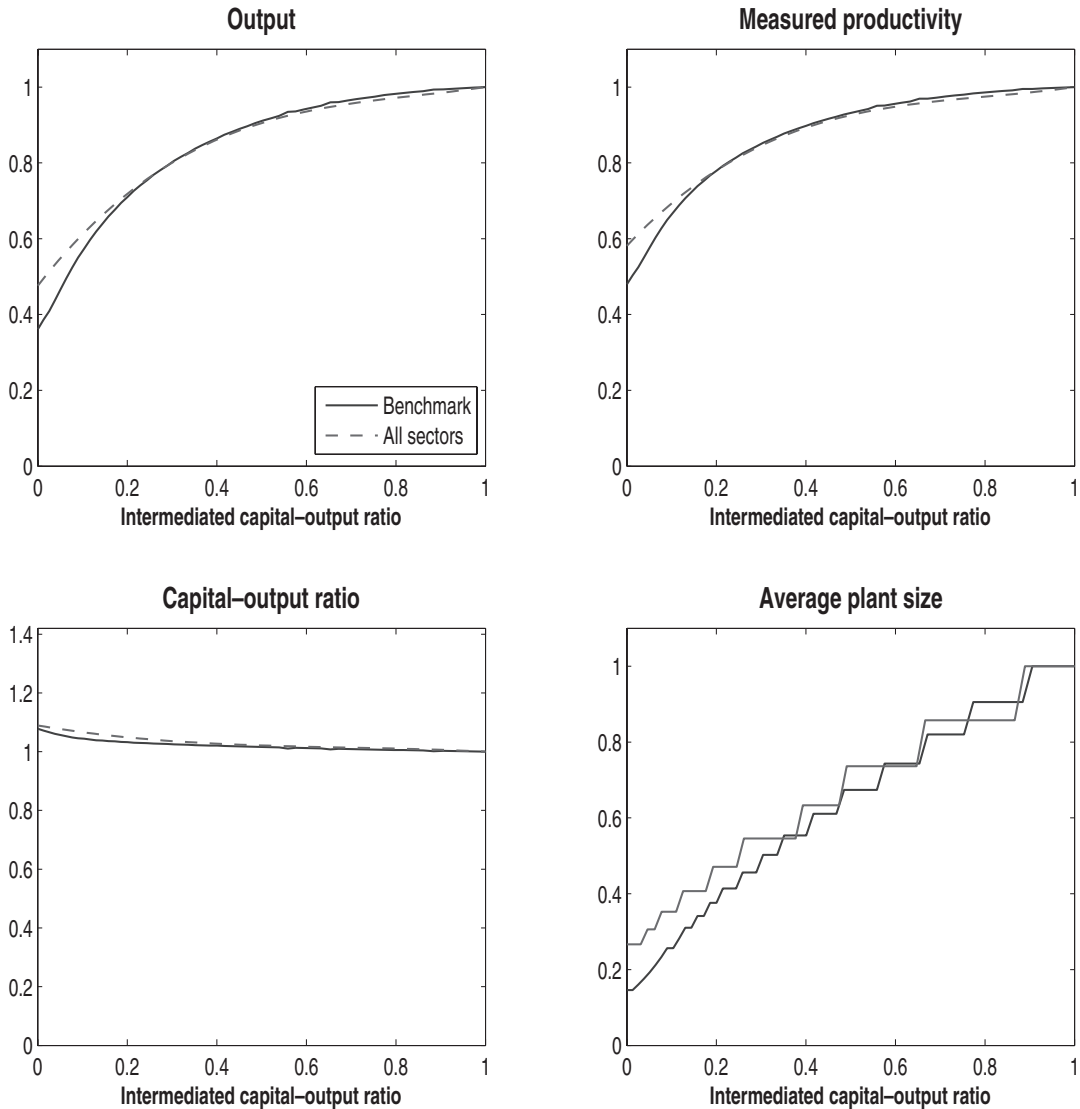 Output
1
0.8
0.6
0.4
0.2
0
0 0.2 0.4 0.6 0.8 1
Intermediated capital–output ratio
Benchmark
All sectors
Measured productivity
1
0.8
0.6
0.4
0.2
0
0 0.2 0.4 0.6 0.8 1
Intermediated capital–output ratio
Capital–output ratio
1.4
1.2
1
0.8
0.6
0.4
0.2
0
0 0.2 0.4 0.6 0.8 1
Intermediated capital–output ratio
Average plant size
1
0.8
0.6
0.4
0.2
0
0 0.2 0.4 0.6 0.8 1
Intermediated capital–output ratio